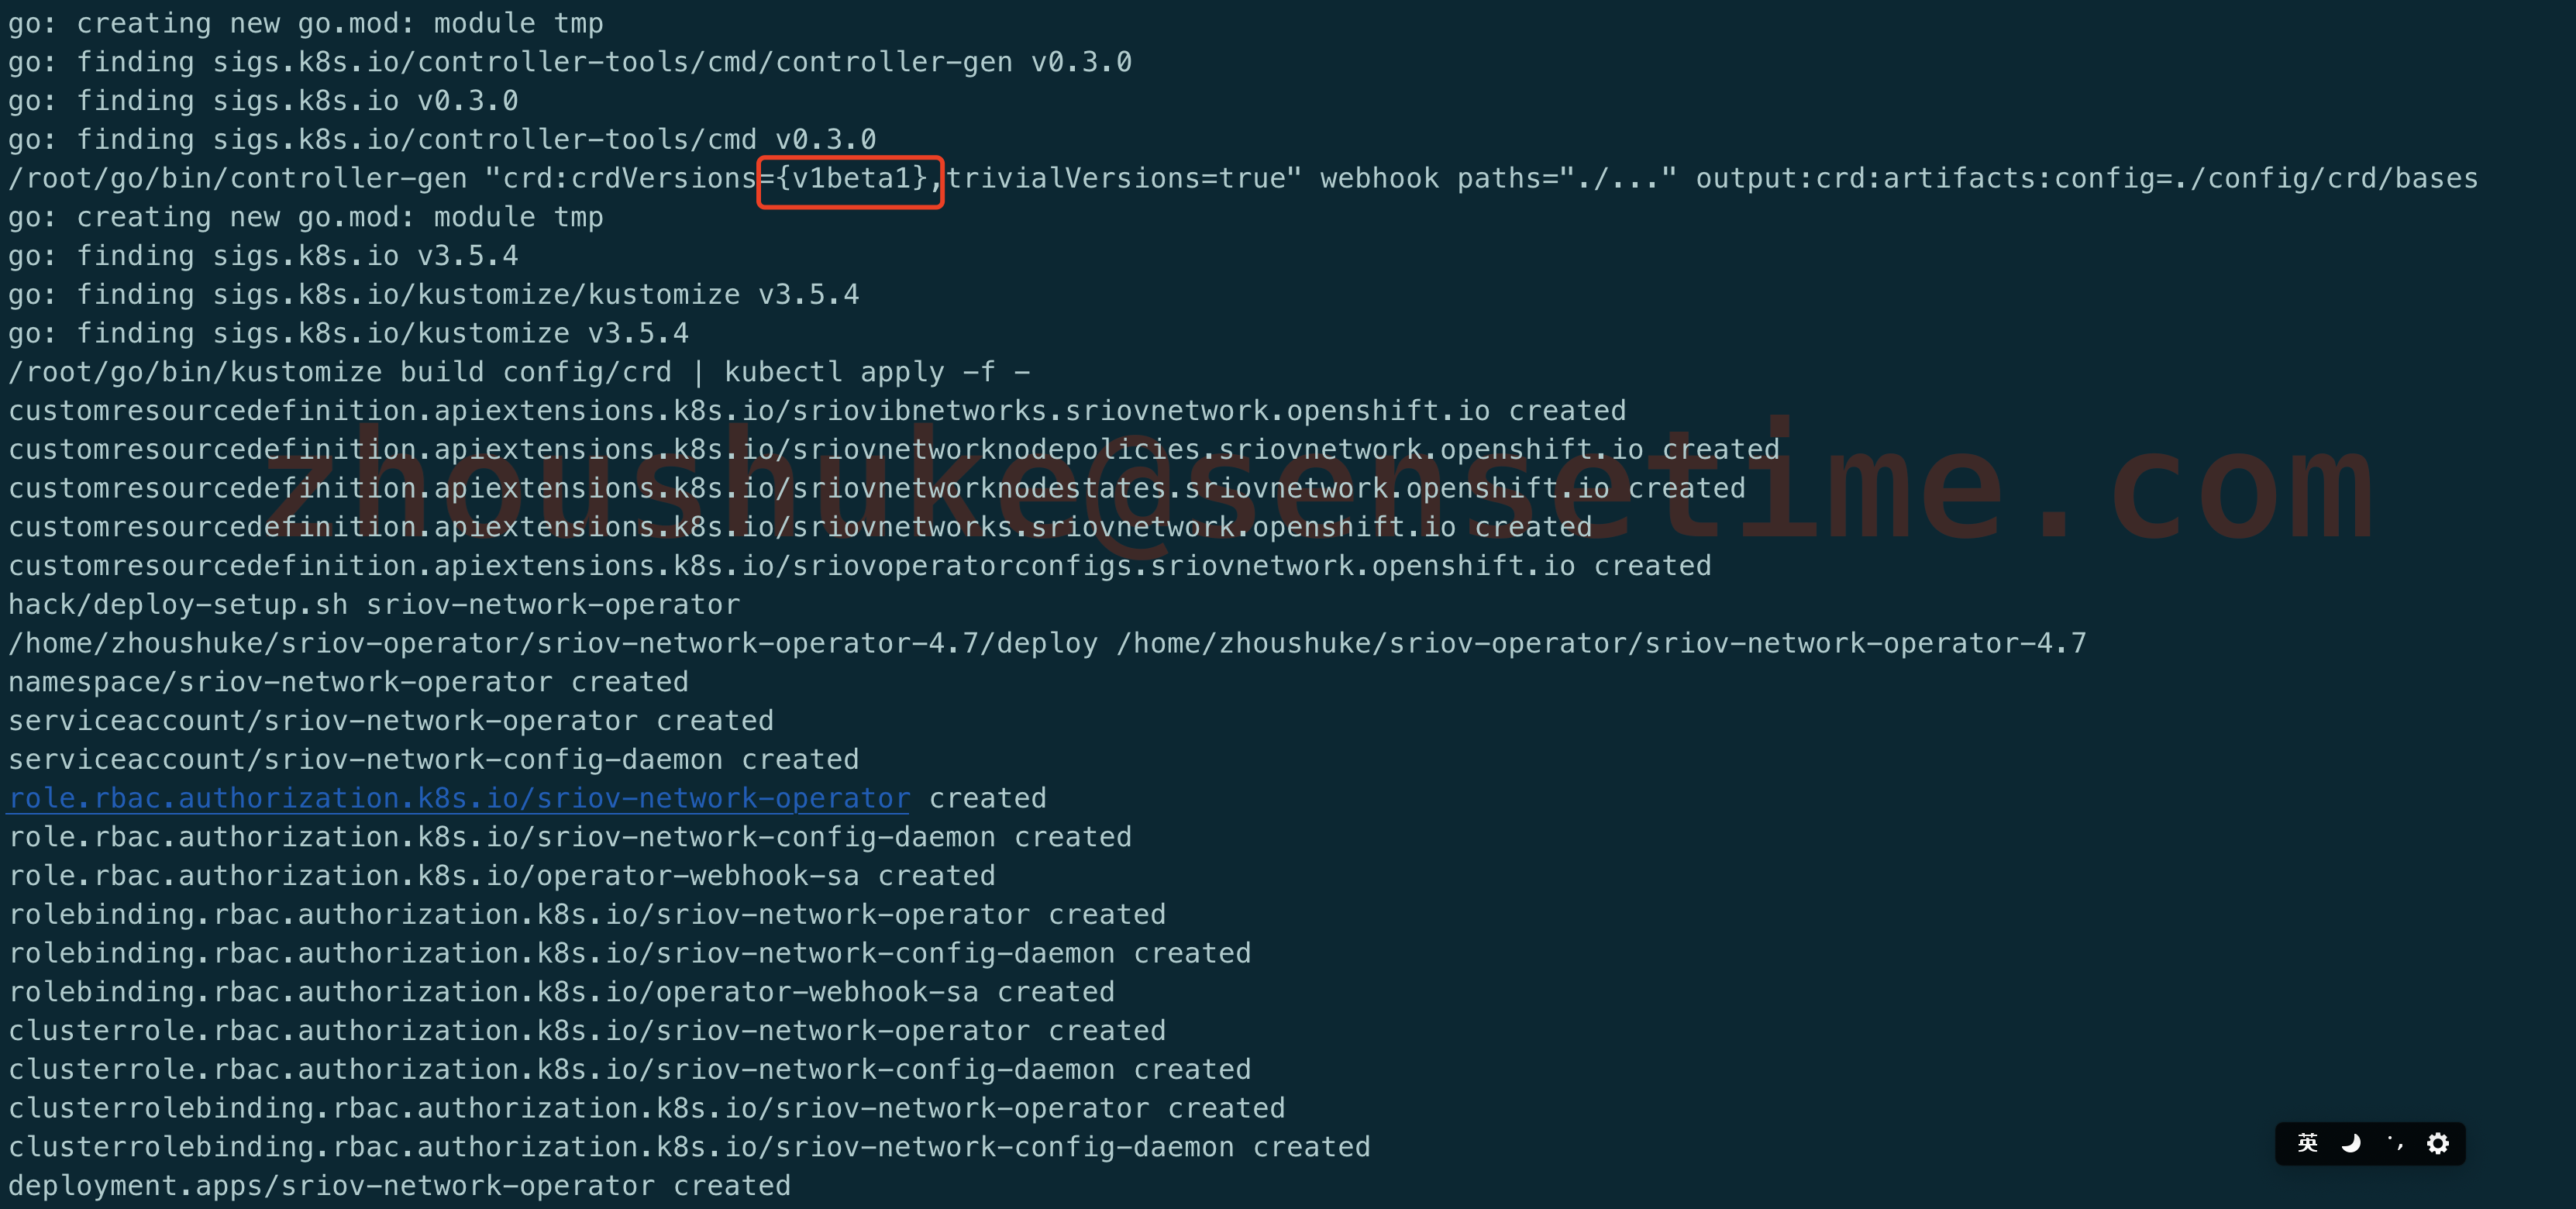 go: creating new go.mod: module tmp
go: finding sigs.k8s.io/controller-tools/cmd/controller-gen v0.3.0
go: finding sigs.k8s.io v0.3.0
go: finding sigs.k8s.io/controller-tools/cmd v0.3.0
/root/go/bin/controller-gen "crd:crdVersions={v1beta1},trivialVersions=true" webhook paths="./..." output:crd:artifacts:config=./config/crd/bases
go: creating new go.mod: module tmp
go: finding sigs.k8s.io v3.5.4
go: finding sigs.k8s.io/kustomize/kustomize v3.5.4
go: finding sigs.k8s.io/kustomize v3.5.4
/root/go/bin/kustomize build config/crd | kubectl apply -f -
customresourcedefinition.apiextensions.k8s.io/sriovibnetworks.sriovnetwork.openshift.io created
customresourcedefinition.apiextensions.k8s.io/sriovnetworknodepolicies.sriovnetwork.openshift.io created
customresourcedefinition.apiextensions.k8s.io/sriovnetworknodestates.sriovnetwork.openshift.io created
customresourcedefinition.apiextensions.k8s.io/sriovnetworks.sriovnetwork.openshift.io created
customresourcedefinition.apiextensions.k8s.io/sriovoperatorconfigs.sriovnetwork.openshift.io created
zhoushuke@sensetime.com
hack/deploy-setup.sh sriov-network-operator
/home/zhoushuke/sriov-operator/sriov-network-operator-4.7/deploy /home/zhoushuke/sriov-operator/sriov-network-operator-4.7
namespace/sriov-network-operator created
serviceaccount/sriov-network-operator created
serviceaccount/sriov-network-config-daemon created
role.rbac.authorization.k8s.io/sriov-network-operator created
role.rbac.authorization.k8s.io/sriov-network-config-daemon created
role.rbac.authorization.k8s.io/operator-webhook-sa created
rolebinding.rbac.authorization.k8s.io/sriov-network-operator created
rolebinding.rbac.authorization.k8s.io/sriov-network-config-daemon created
rolebinding.rbac.authorization.k8s.io/operator-webhook-sa created
clusterrole.rbac.authorization.k8s.io/sriov-network-operator created
clusterrole.rbac.authorization.k8s.io/sriov-network-config-daemon created
clusterrolebinding.rbac.authorization.k8s.io/sriov-network-operator created
clusterrolebinding.rbac.authorization.k8s.io/sriov-network-config-daemon created
英
deployment.apps/sriov-network-operator created